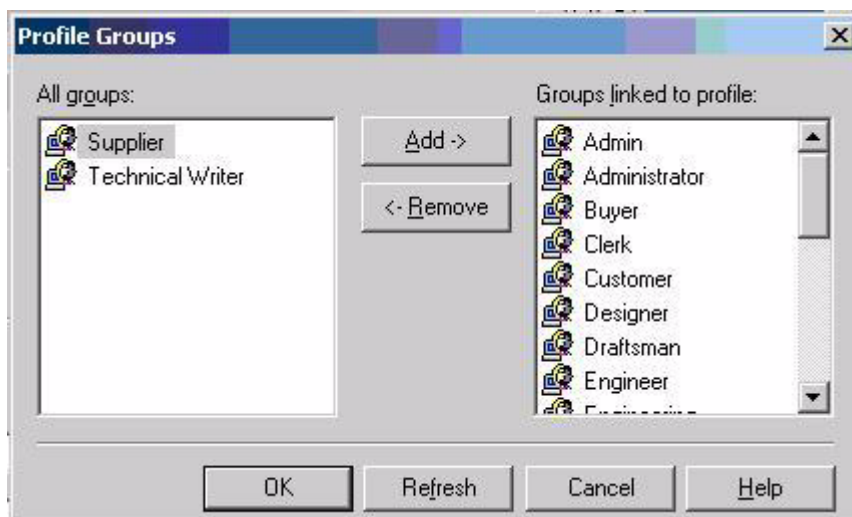 Profile Groups
All groups:
Supplier
Technical Writer
Add ->
<- Remove
Groups linked to profile:
Admin
Administrator
Buyer
Clerk
Customer
Designer
Draftsman
Engineer
OK
Refresh
Cancel
Help